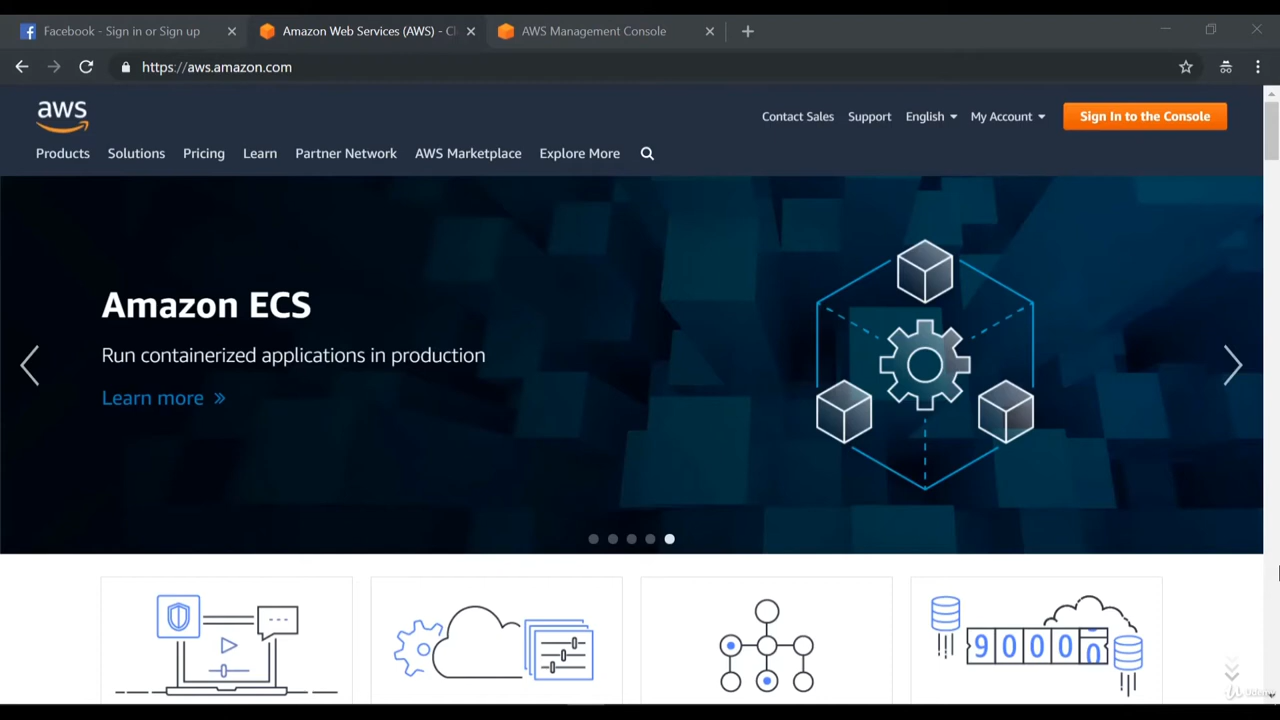 Facebook - Sign in or Sign up
Amazon Web Services (AWS) - Cl
AWS Management Console
https://aws.amazon.com
aws
Contact Sales
Support
English
My Account
Sign In to the Console
Products
Solutions
Pricing
Learn
Partner Network
AWS Marketplace
Explore More
Amazon ECS
Run containerized applications in production
Learn more »
90000